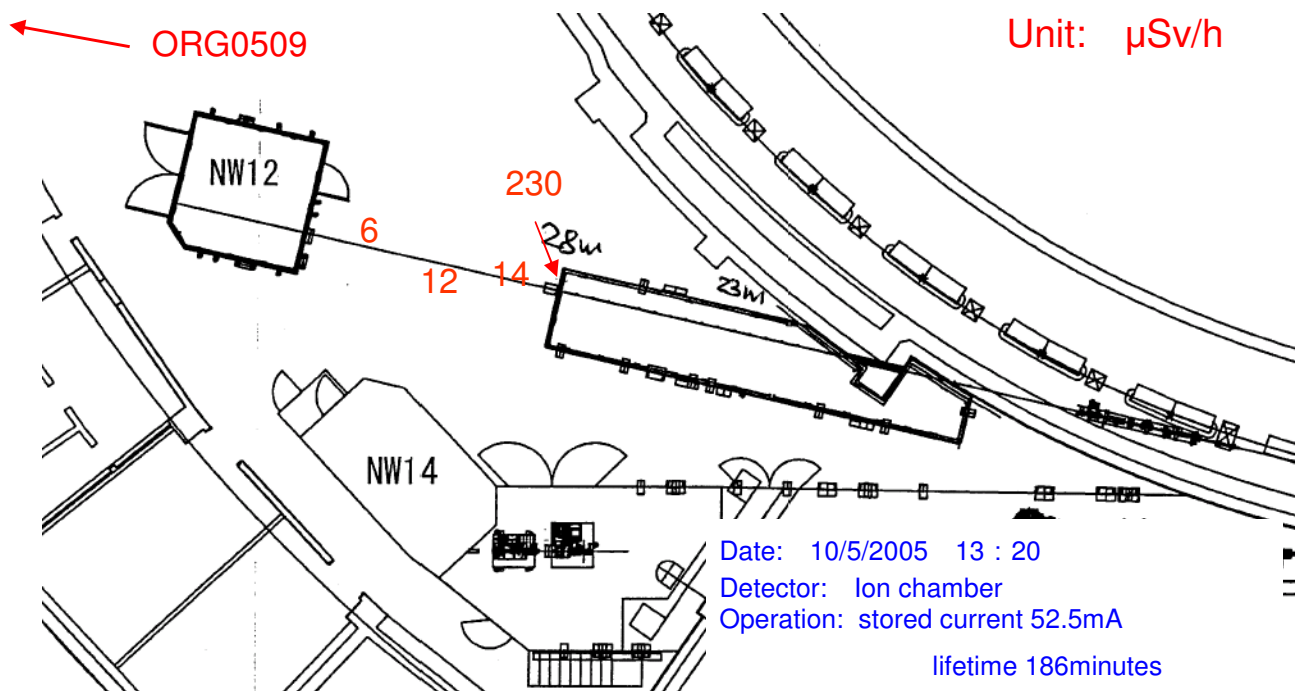 ORG0509
Unit: µSv/h
NW12
230
6
28m
12
14
23m
NW14
Date: 10/5/2005 13 : 20
Detector: Ion chamber
Operation: stored current 52.5mA
lifetime 186minutes